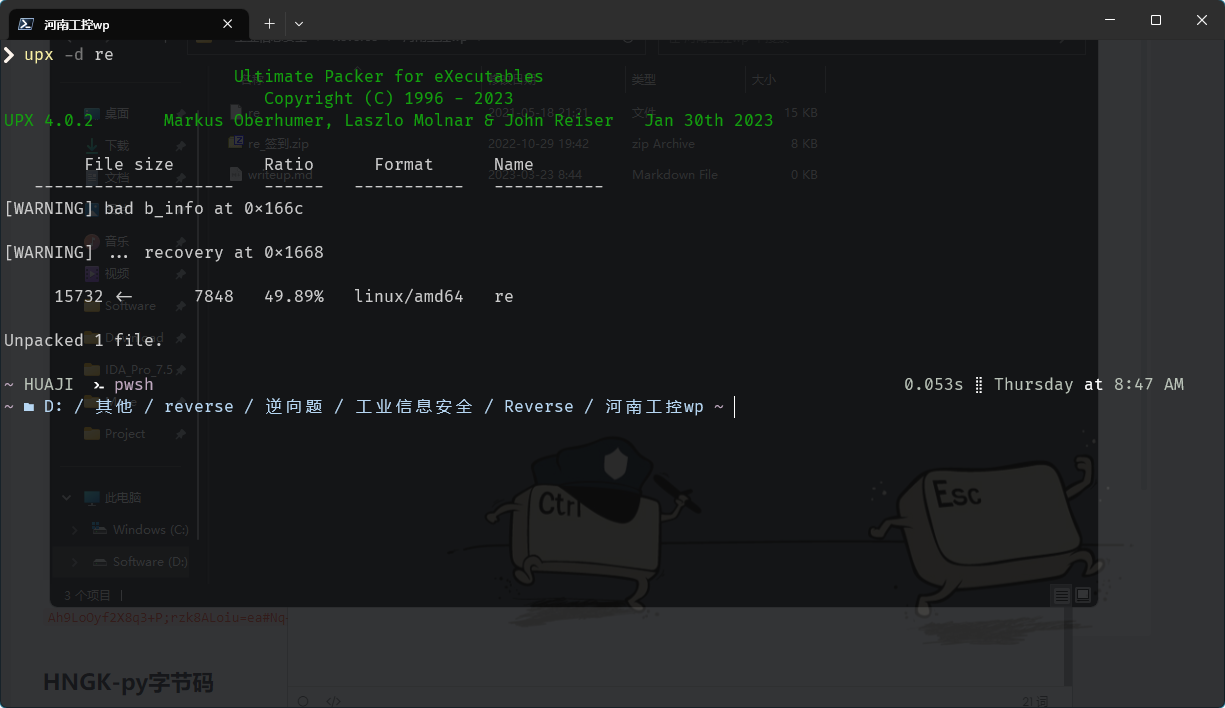 河南工控wp
upx -d re
Ultimate Packer for eXecutables
Copyright (C) 1996 - 2023
UPX 4.0.2 Markus Oberhumer, Laszlo Molnar & John Reiser Jan 30th 2023
File size Ratio Format Name
-------------------- ------ ----------- -----------
[WARNING] bad b_info at 0×166c
[WARNING] ... recovery at 0×1668
15732 <- 7848 49.89% linux/amd64 re
Unpacked 1 file.
~ HUAJI pwsh 0.053s Thursday at 8:47 AM
~ D: / 其他 / reverse / 逆向题 / 工业信息安全 / Reverse / 河南工控wp ~
类型 大小
桌面
re 2021-05-18 21:21 文件 15 KB
下载
re_签到.zip 2022-10-29 19:42 zip Archive 8 KB
文档
writeup.md 2023-03-23 8:44 Markdown File 0 KB
音乐
视频
Software
Download
IDA_Pro_7.5
Project
此电脑
Windows (C:)
Software (D:)
3 个项目
Ctrl
Esc
HNGK-py字节码
21 词